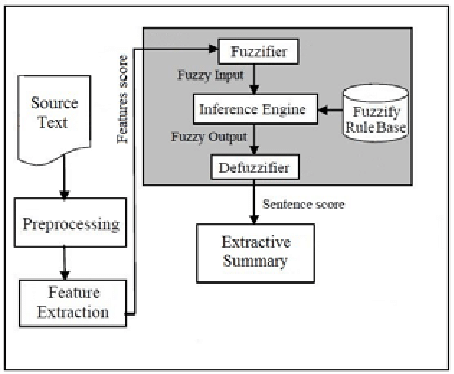 Source
Text
Preprocessing
Feature
Extraction
Features score
Fuzzifier
Fuzzy Input
Inference Engine
Fuzzify
Rule Base
Fuzzy Output
Defuzzifier
Sentence score
Extractive
Summary